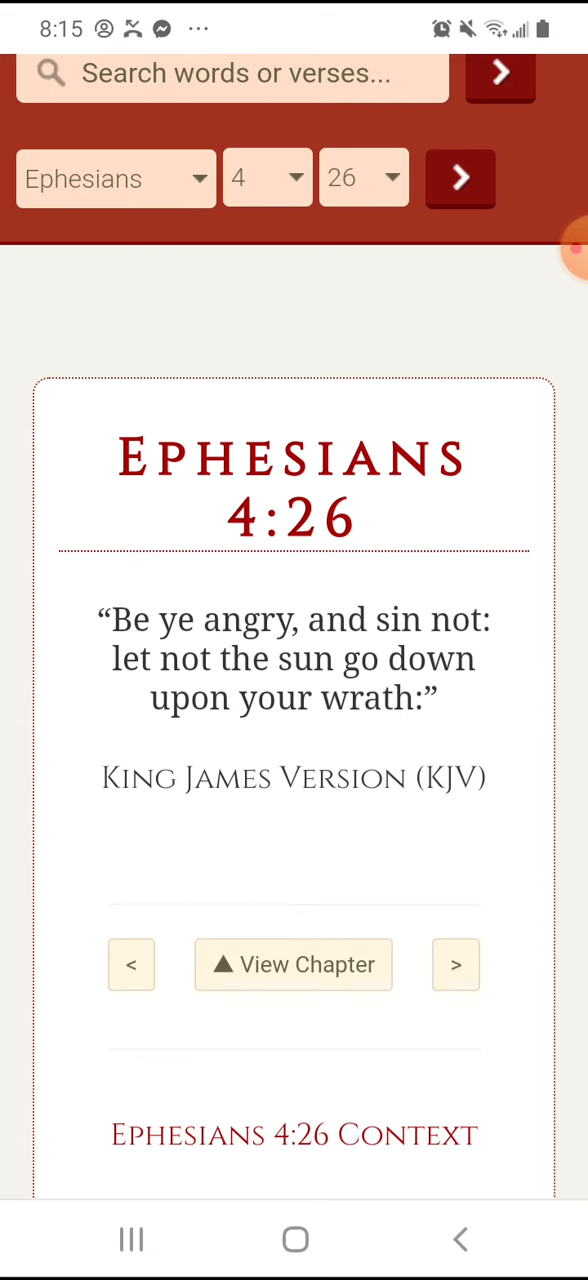 8:15
Search words or verses...
Ephesians 4 26
EPHESIANS
4:26
“Be ye angry, and sin not:
let not the sun go down
upon your wrath:”
KING JAMES VERSION (KJV)
< ▲ View Chapter >
EPHESIANS 4:26 CONTEXT